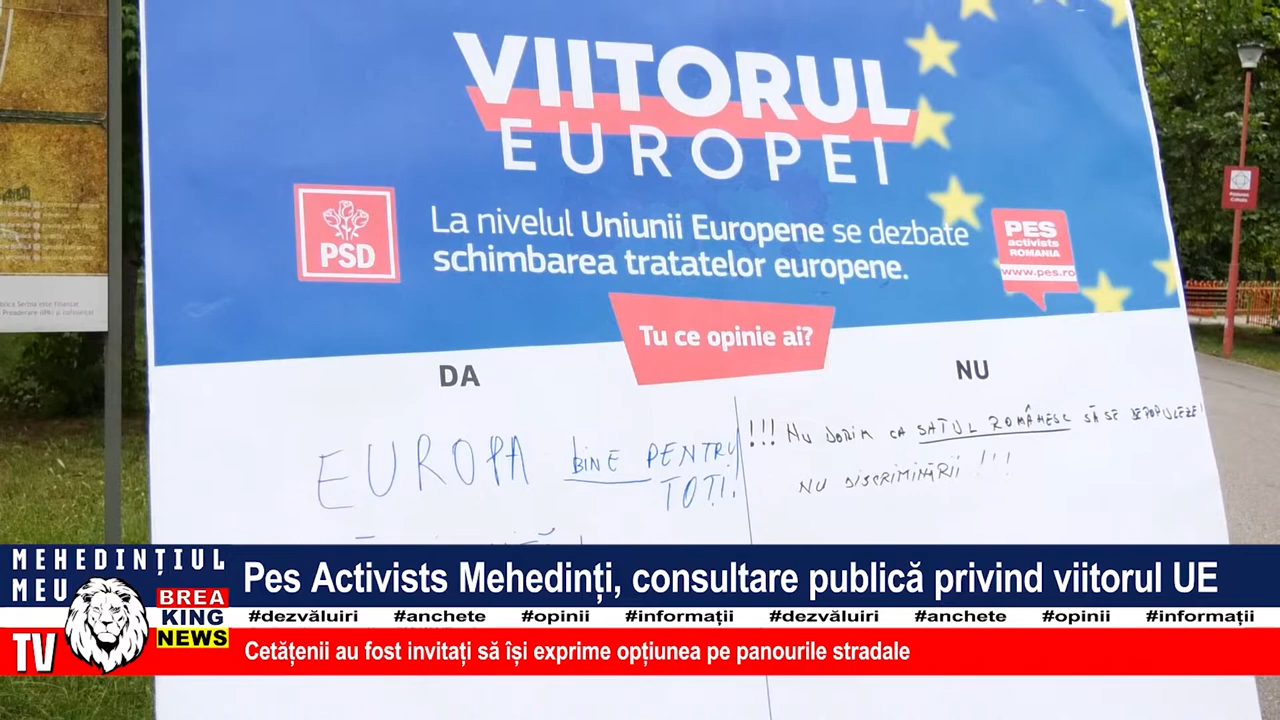 VIITORUL
EUROPEI
PSD
La nivelul Uniunii Europene se dezbate
schimbarea tratatelor europene.
PES
activists
ROMANIA
www.pes.ro
Tu ce opinie ai?
DA
NU
EUROPA BINE PENTRU
TOȚI!
!!! NU DORIM CA SATUL ROMÂNESC SĂ SE DEPOPULEZE!
NU DISCRIMINĂRII !!!
MEHEDINȚIUL
MEU
TV
BREA
KING
NEWS
Pes Activists Mehedinți, consultare publică privind viitorul UE
#dezvăluiri #anchete #opinii #informații #dezvăluiri #anchete #opinii #informații
Cetățenii au fost invitați să își exprime opțiunea pe panourile stradale